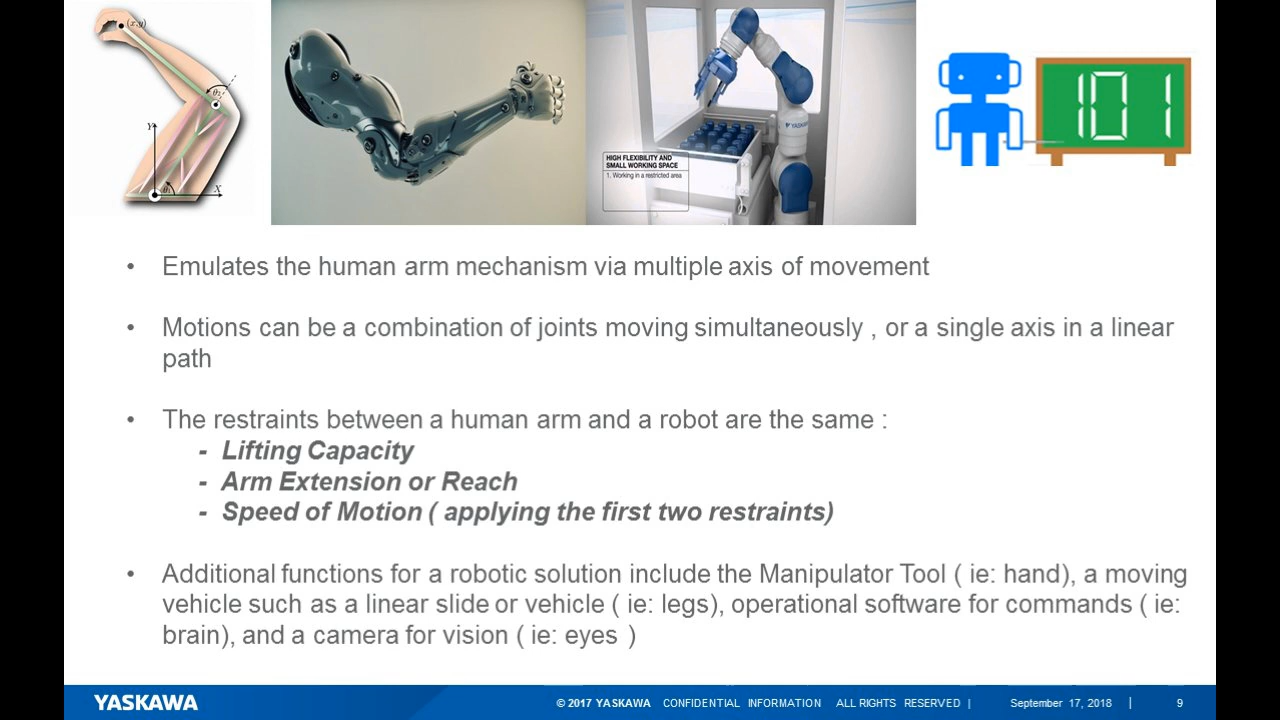 (x,y)
θ₂
Y
θ₁
X
YASKAWA
HIGH FLEXIBILITY AND
SMALL WORKING SPACE
1. Working in a restricted area
101
• Emulates the human arm mechanism via multiple axis of movement
• Motions can be a combination of joints moving simultaneously , or a single axis in a linear
path
• The restraints between a human arm and a robot are the same :
- Lifting Capacity
- Arm Extension or Reach
- Speed of Motion ( applying the first two restraints)
• Additional functions for a robotic solution include the Manipulator Tool ( ie: hand), a moving
vehicle such as a linear slide or vehicle ( ie: legs), operational software for commands ( ie:
brain), and a camera for vision ( ie: eyes )
YASKAWA © 2017 YASKAWA CONFIDENTIAL INFORMATION ALL RIGHTS RESERVED | September 17, 2018 | 9